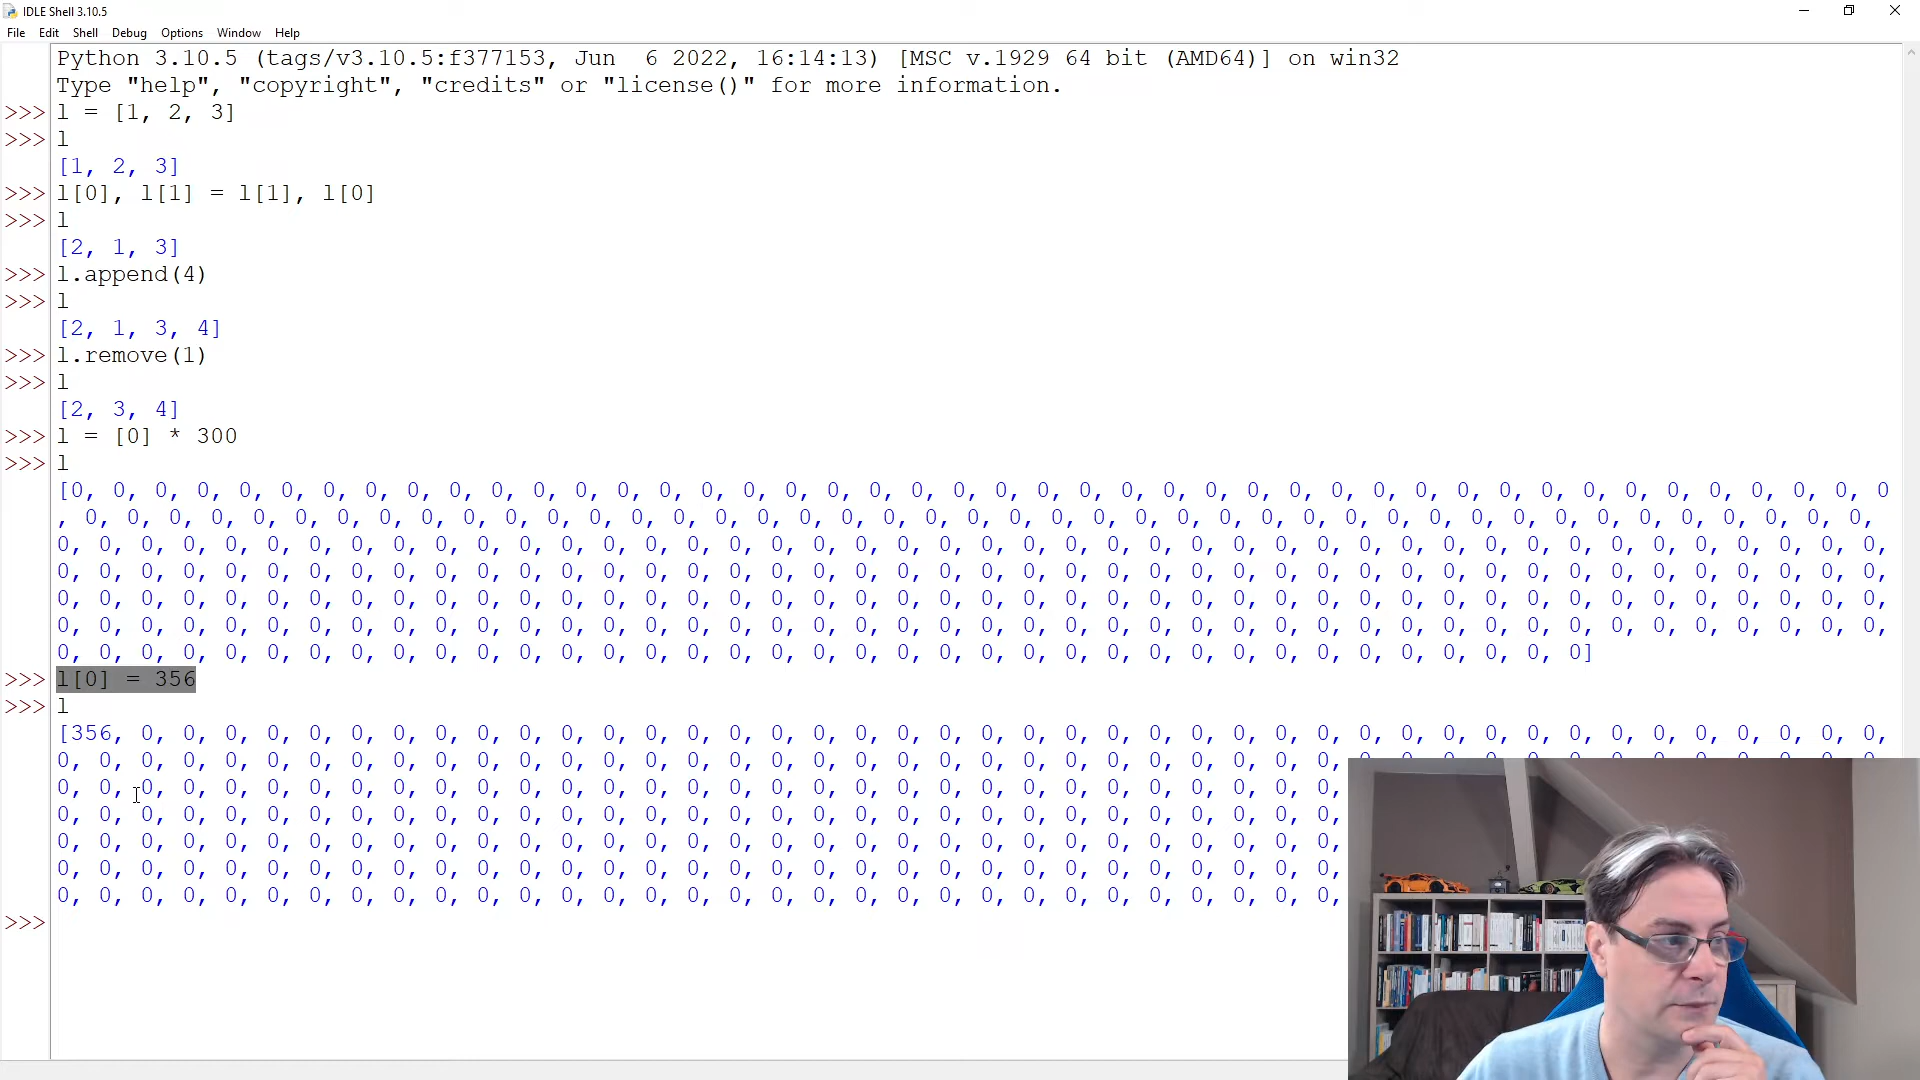 IDLE Shell 3.10.5
File Edit Shell Debug Options Window Help
Python 3.10.5 (tags/v3.10.5:f377153, Jun  6 2022, 16:14:13) [MSC v.1929 64 bit (AMD64)] on win32
Type "help", "copyright", "credits" or "license()" for more information.
>>> l = [1, 2, 3]
>>> l
[1, 2, 3]
>>> l[0], l[1] = l[1], l[0]
>>> l
[2, 1, 3]
>>> l.append(4)
>>> l
[2, 1, 3, 4]
>>> l.remove(1)
>>> l
[2, 3, 4]
>>> l = [0] * 300
>>> l
[0, 0, 0, 0, 0, 0, 0, 0, 0, 0, 0, 0, 0, 0, 0, 0, 0, 0, 0, 0, 0, 0, 0, 0, 0, 0, 0, 0, 0, 0, 0, 0, 0, 0, 0, 0, 0, 0, 0, 0, 0, 0, 0, 0
, 0, 0, 0, 0, 0, 0, 0, 0, 0, 0, 0, 0, 0, 0, 0, 0, 0, 0, 0, 0, 0, 0, 0, 0, 0, 0, 0, 0, 0, 0, 0, 0, 0, 0, 0, 0, 0, 0, 0, 0, 0, 0, 0,
0, 0, 0, 0, 0, 0, 0, 0, 0, 0, 0, 0, 0, 0, 0, 0, 0, 0, 0, 0, 0, 0, 0, 0, 0, 0, 0, 0, 0, 0, 0, 0, 0, 0, 0, 0, 0, 0, 0, 0, 0, 0, 0, 0,
0, 0, 0, 0, 0, 0, 0, 0, 0, 0, 0, 0, 0, 0, 0, 0, 0, 0, 0, 0, 0, 0, 0, 0, 0, 0, 0, 0, 0, 0, 0, 0, 0, 0, 0, 0, 0, 0, 0, 0, 0, 0, 0, 0,
0, 0, 0, 0, 0, 0, 0, 0, 0, 0, 0, 0, 0, 0, 0, 0, 0, 0, 0, 0, 0, 0, 0, 0, 0, 0, 0, 0, 0, 0, 0, 0, 0, 0, 0, 0, 0, 0, 0, 0, 0, 0, 0, 0,
0, 0, 0, 0, 0, 0, 0, 0, 0, 0, 0, 0, 0, 0, 0, 0, 0, 0, 0, 0, 0, 0, 0, 0, 0, 0, 0, 0, 0, 0, 0, 0, 0, 0, 0, 0, 0, 0, 0, 0, 0, 0, 0, 0,
0, 0, 0, 0, 0, 0, 0, 0, 0, 0, 0, 0, 0, 0, 0, 0, 0, 0, 0, 0, 0, 0, 0, 0, 0, 0, 0, 0, 0, 0, 0, 0, 0, 0, 0, 0, 0]
>>> l[0] = 356
>>> l
[356, 0, 0, 0, 0, 0, 0, 0, 0, 0, 0, 0, 0, 0, 0, 0, 0, 0, 0, 0, 0, 0, 0, 0, 0, 0, 0, 0, 0, 0, 0, 0, 0, 0, 0, 0, 0, 0, 0, 0, 0, 0, 0,
0, 0, 0, 0, 0, 0, 0, 0, 0, 0, 0, 0, 0, 0, 0, 0, 0, 0, 0, 0, 0, 0, 0, 0, 0, 0, 0, 0, 0, 0, 0,
0, 0, 0, 0, 0, 0, 0, 0, 0, 0, 0, 0, 0, 0, 0, 0, 0, 0, 0, 0, 0, 0, 0, 0, 0, 0, 0, 0, 0, 0, 0,
0, 0, 0, 0, 0, 0, 0, 0, 0, 0, 0, 0, 0, 0, 0, 0, 0, 0, 0, 0, 0, 0, 0, 0, 0, 0, 0, 0, 0, 0, 0,
0, 0, 0, 0, 0, 0, 0, 0, 0, 0, 0, 0, 0, 0, 0, 0, 0, 0, 0, 0, 0, 0, 0, 0, 0, 0, 0, 0, 0, 0, 0,
0, 0, 0, 0, 0, 0, 0, 0, 0, 0, 0, 0, 0, 0, 0, 0, 0, 0, 0, 0, 0, 0, 0, 0, 0, 0, 0, 0, 0, 0, 0,
0, 0, 0, 0, 0, 0, 0, 0, 0, 0, 0, 0, 0, 0, 0, 0, 0, 0, 0, 0, 0, 0, 0, 0, 0, 0, 0, 0, 0, 0, 0,
>>>